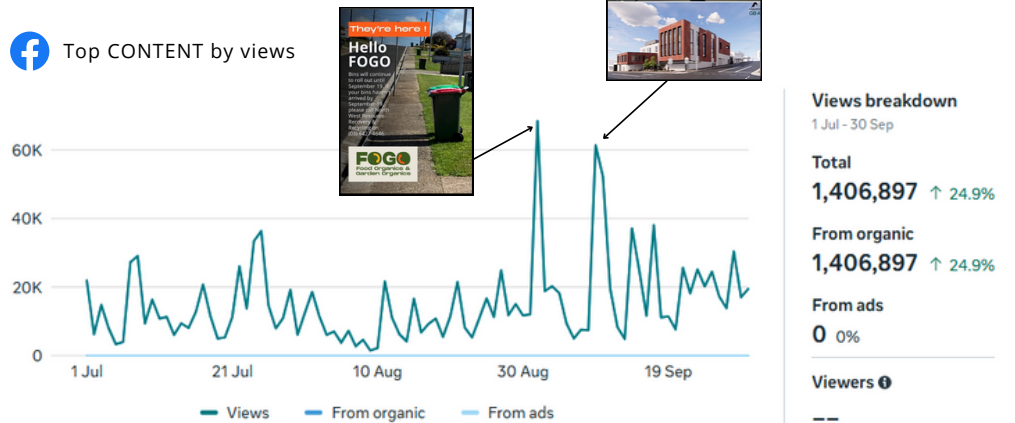 Top CONTENT by views
They're here !
Hello
FOGO
Bins will continue
to roll out until
September 19. If
your bins haven't
arrived by
September 19,
please call North
West Resource
Recovery &
Recycling on
FOGO
Food Organics &
Garden Organics
60K
40K
20K
0
1 Jul
21 Jul
10 Aug
30 Aug
19 Sep
Views
From organic
From ads
Views breakdown
1 Jul - 30 Sep
Total
1,406,897 ↑ 24.9%
From organic
1,406,897 ↑ 24.9%
From ads
0 0%
Viewers
--